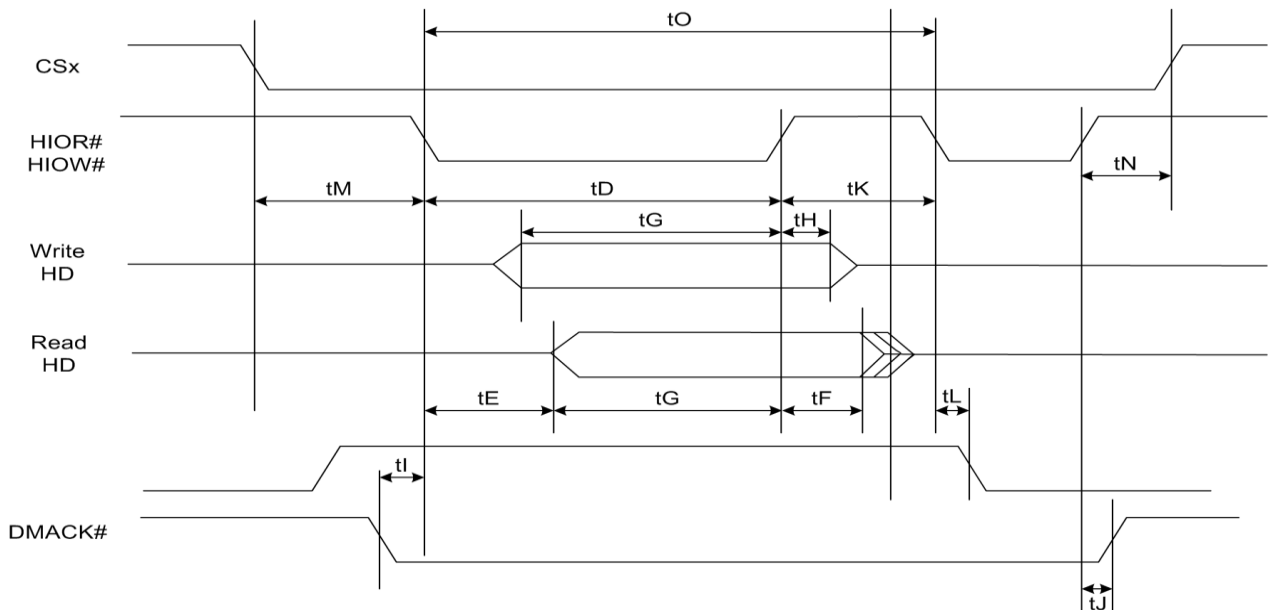 tO
CSx
HIOR#
HIOW#
tN
tM
tD
tK
tG
tH
Write
HD
Read
HD
tE
tG
tF
tL
tI
DMACK#
tJ